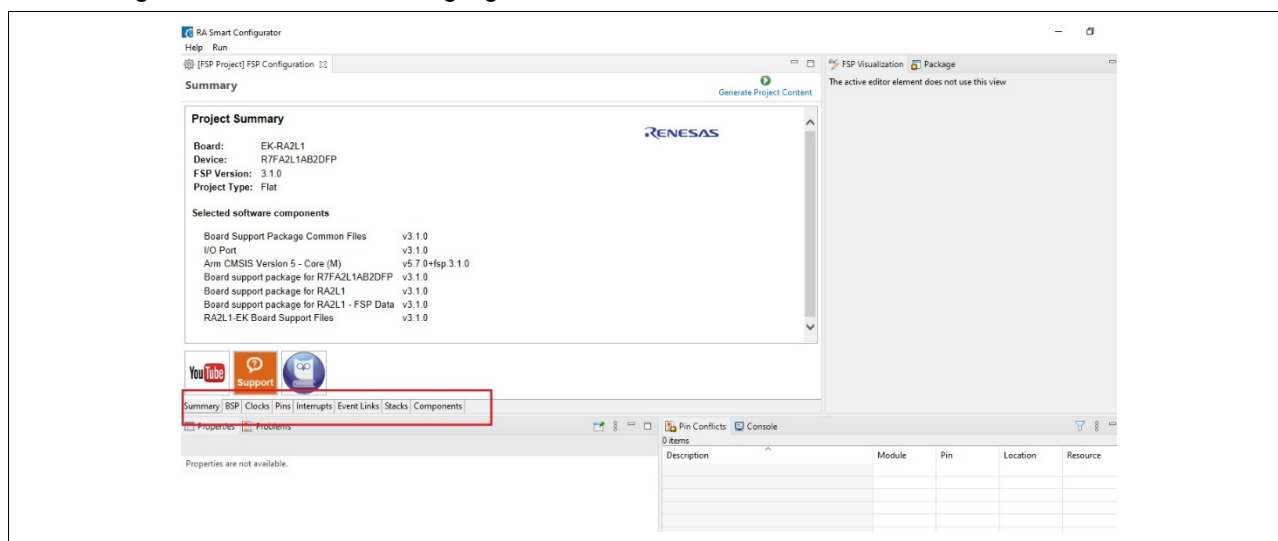 RA Smart Configurator
Help Run
[FSP Project] FSP Configuration
Summary
Generate Project Content
Project Summary
RENESAS
Board: EK-RA2L1
Device: R7FA2L1AB2DFP
FSP Version: 3.1.0
Project Type: Flat
Selected software components
Board Support Package Common Files v3.1.0
I/O Port v3.1.0
Arm CMSIS Version 5 - Core (M) v5.7.0+fsp.3.1.0
Board support package for R7FA2L1AB2DFP v3.1.0
Board support package for RA2L1 v3.1.0
Board support package for RA2L1 - FSP Data v3.1.0
RA2L1-EK Board Support Files v3.1.0
YouTube
Support
Summary BSP Clocks Pins Interrupts Event Links Stacks Components
FSP Visualization Package
The active editor element does not use this view
Properties Problems
Properties are not available.
Pin Conflicts Console
0 items
Description Module Pin Location Resource